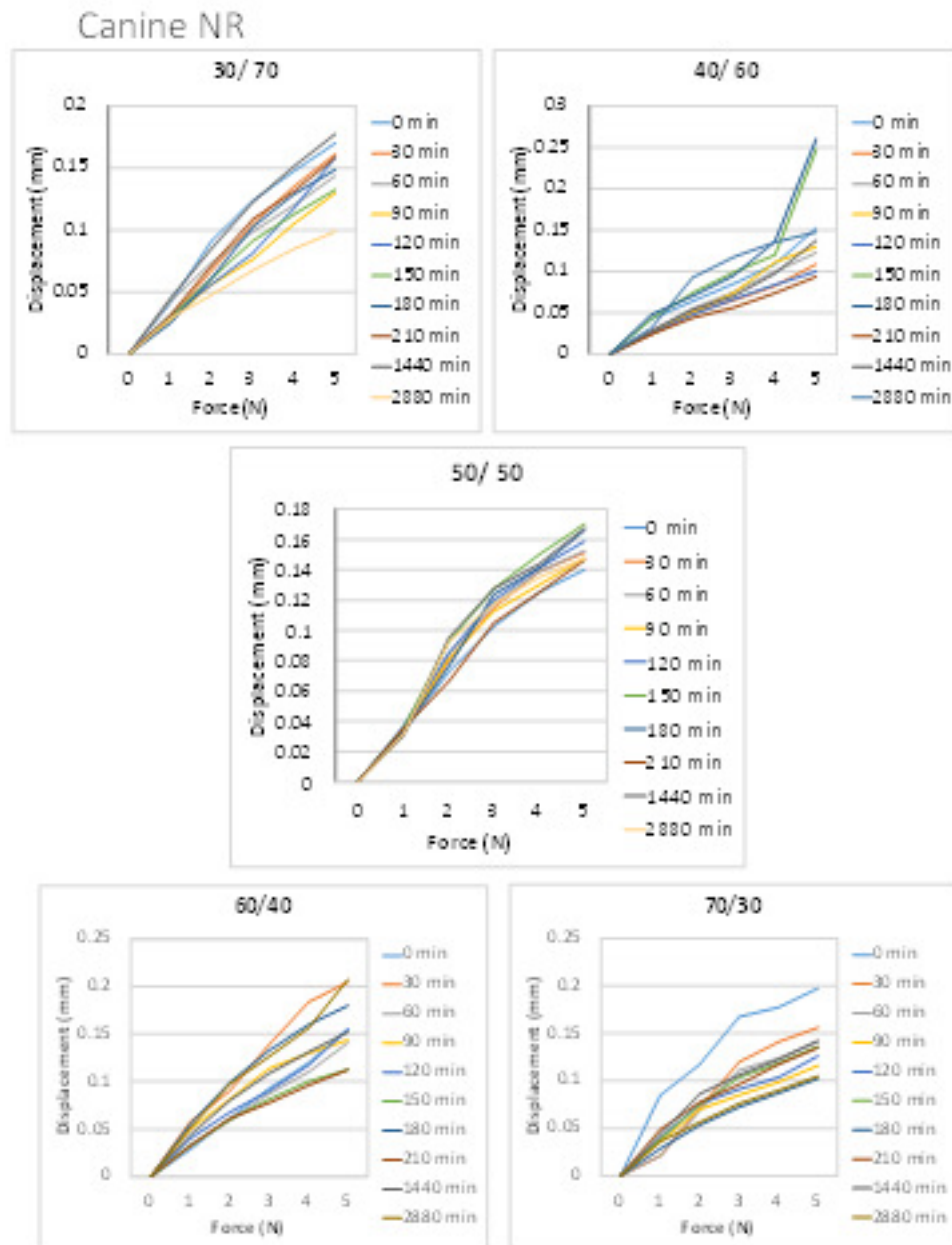 Canine NR
30/ 70
0.2
0.15
0.1
0.05
0
Displacement (mm)
0 1 2 3 4 5
Force (N)
0 min
30 min
60 min
90 min
120 min
150 min
180 min
210 min
1440 min
2880 min
40/ 60
0.3
0.25
0.2
0.15
0.1
0.05
0
Displacement (mm)
0 1 2 3 4 5
Force (N)
0 min
30 min
60 min
90 min
120 min
150 min
180 min
210 min
1440 min
2880 min
50/ 50
0.18
0.16
0.14
0.12
0.1
0.08
0.06
0.04
0.02
0
Displacement (mm)
0 1 2 3 4 5
Force (N)
0 min
30 min
60 min
90 min
120 min
150 min
180 min
210 min
1440 min
2880 min
60/40
0.25
0.2
0.15
0.1
0.05
0
Displacement (mm)
0 1 2 3 4 5
Force (N)
0 min
30 min
60 min
90 min
120 min
150 min
180 min
210 min
1440 min
2880 min
70/30
0.25
0.2
0.15
0.1
0.05
0
Displacement (mm)
0 1 2 3 4 5
Force (N)
0 min
30 min
60 min
90 min
120 min
150 min
180 min
210 min
1440 min
2880 min